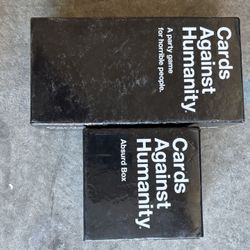 Cards
Against
Humanity.
A party game
for horrible people.
Cards
Against
Humanity.
Absurd Box